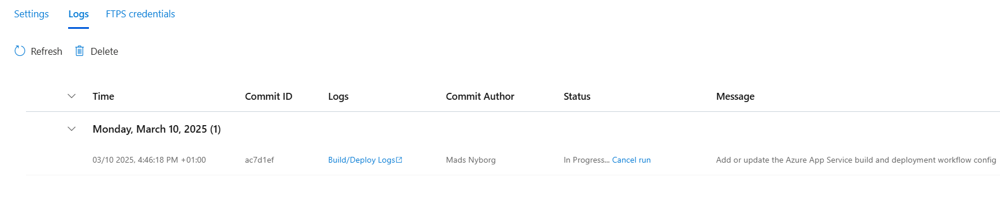 Settings Logs FTPS credentials
Refresh Delete
Time Commit ID Logs Commit Author Status Message
Monday, March 10, 2025 (1)
03/10 2025, 4:46:18 PM +01:00 ac7d1ef Build/Deploy Logs Mads Nyborg In Progress... Cancel run Add or update the Azure App Service build and deployment workflow config